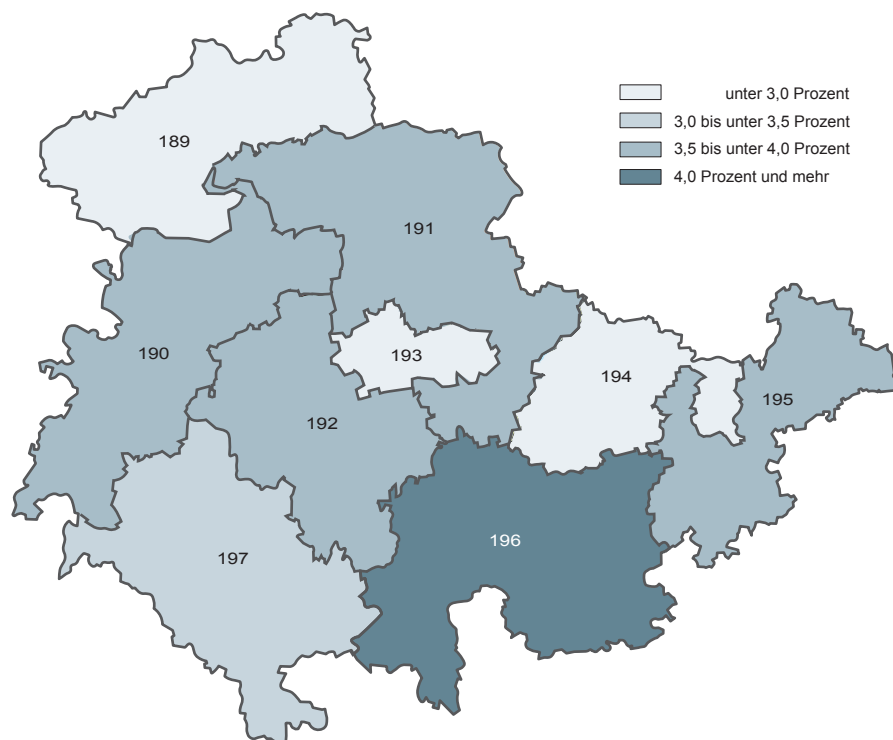 unter 3,0 Prozent
3,0 bis unter 3,5 Prozent
3,5 bis unter 4,0 Prozent
4,0 Prozent und mehr
189
191
190
193
194
195
192
196
197